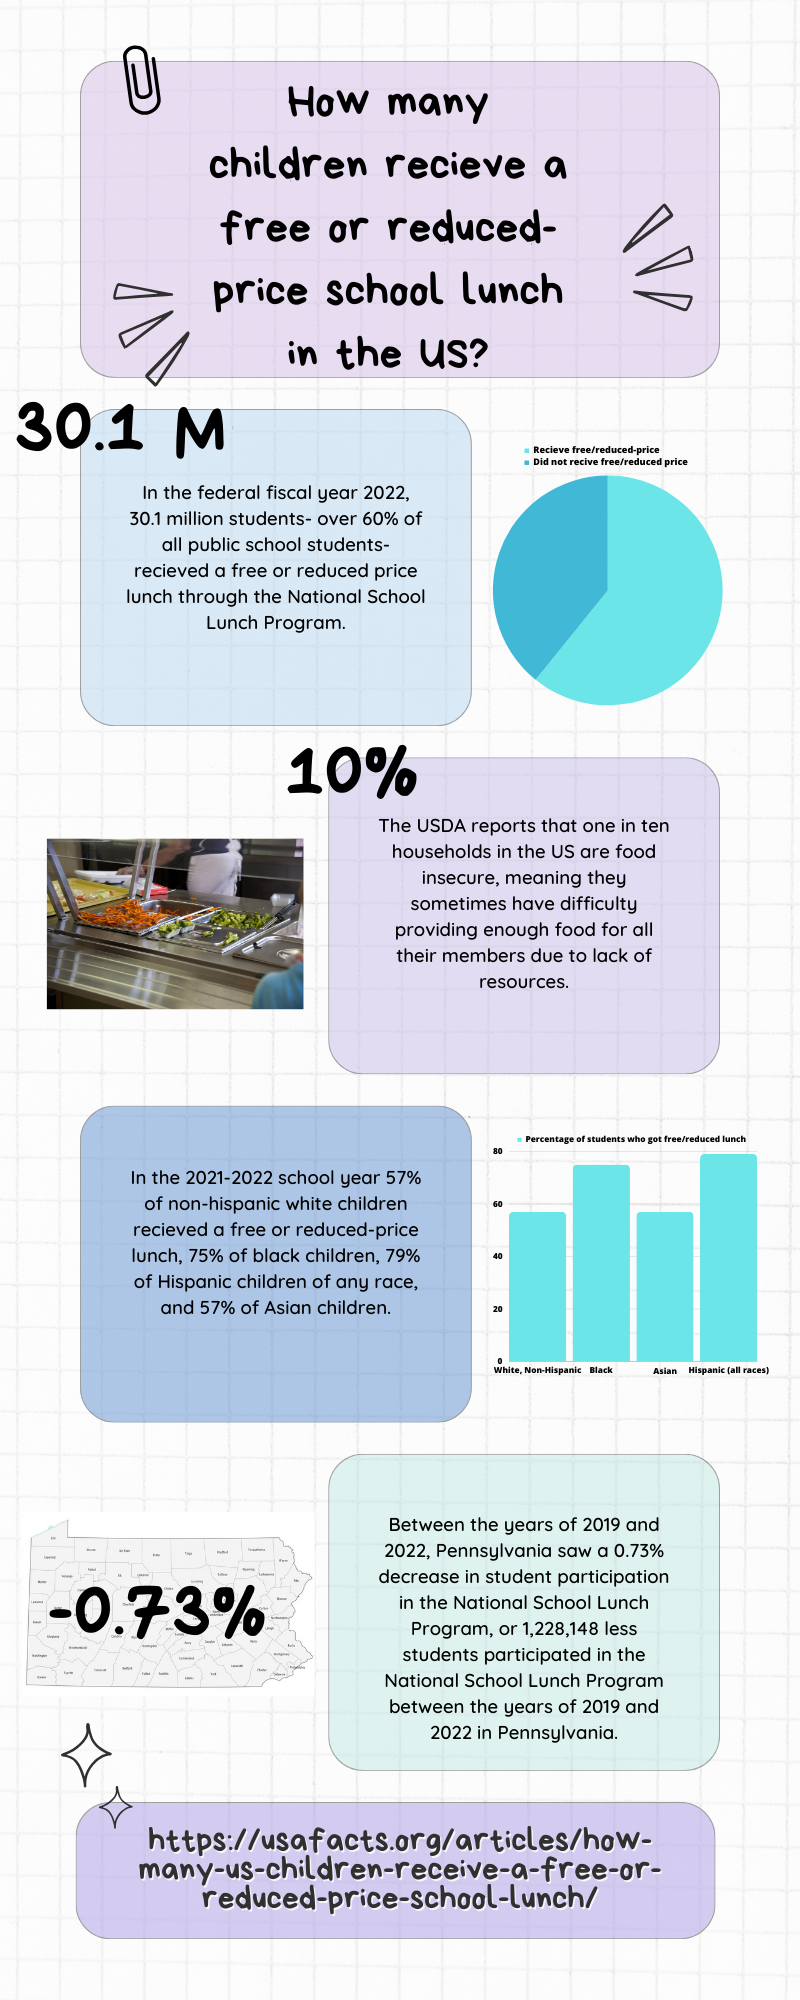 How many
children recieve a
free or reduced-
price school lunch
in the US?
30.1 M
In the federal fiscal year 2022,
30.1 million students- over 60% of
all public school students-
recieved a free or reduced price
lunch through the National School
Lunch Program.
Recieve free/reduced-price
Did not recive free/reduced price
10%
The USDA reports that one in ten
households in the US are food
insecure, meaning they
sometimes have difficulty
providing enough food for all
their members due to lack of
resources.
In the 2021-2022 school year 57%
of non-hispanic white children
recieved a free or reduced-price
lunch, 75% of black children, 79%
of Hispanic children of any race,
and 57% of Asian children.
Percentage of students who got free/reduced lunch
80
60
40
20
0
White, Non-Hispanic
Black
Asian
Hispanic (all races)
-0.73%
Between the years of 2019 and
2022, Pennsylvania saw a 0.73%
decrease in student participation
in the National School Lunch
Program, or 1,228,148 less
students participated in the
National School Lunch Program
between the years of 2019 and
2022 in Pennsylvania.
https://usafacts.org/articles/how-
many-us-children-receive-a-free-or-
reduced-price-school-lunch/